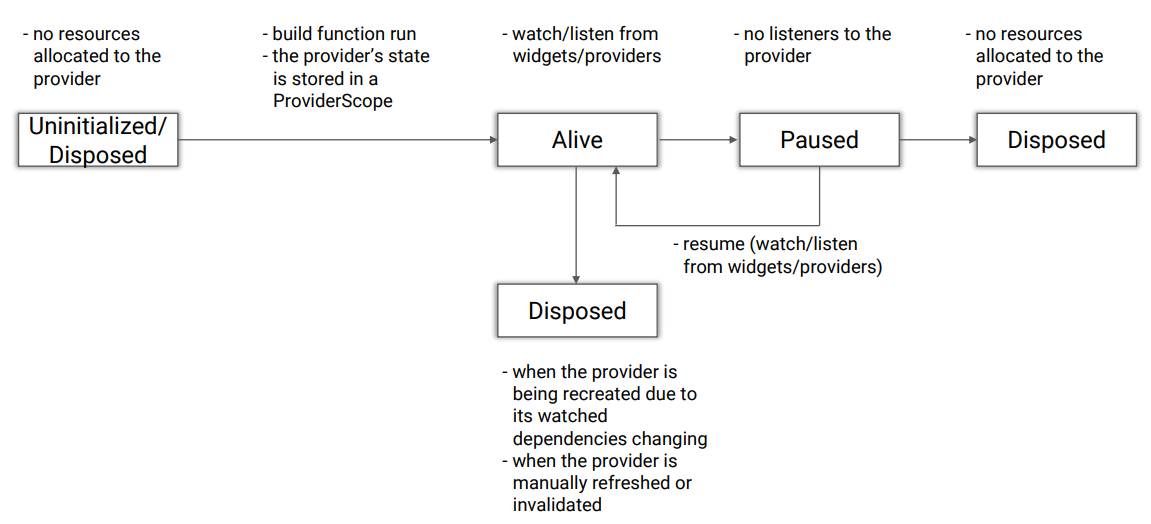 - no resources
allocated to the
provider
- build function run
- the provider’s state
is stored in a
ProviderScope
- watch/listen from
widgets/providers
- no listeners to the
provider
- no resources
allocated to the
provider
Uninitialized/
Disposed
Alive
Paused
Disposed
- resume (watch/listen
from widgets/providers)
Disposed
- when the provider is
being recreated due to
its watched
dependencies changing
- when the provider is
manually refreshed or
invalidated